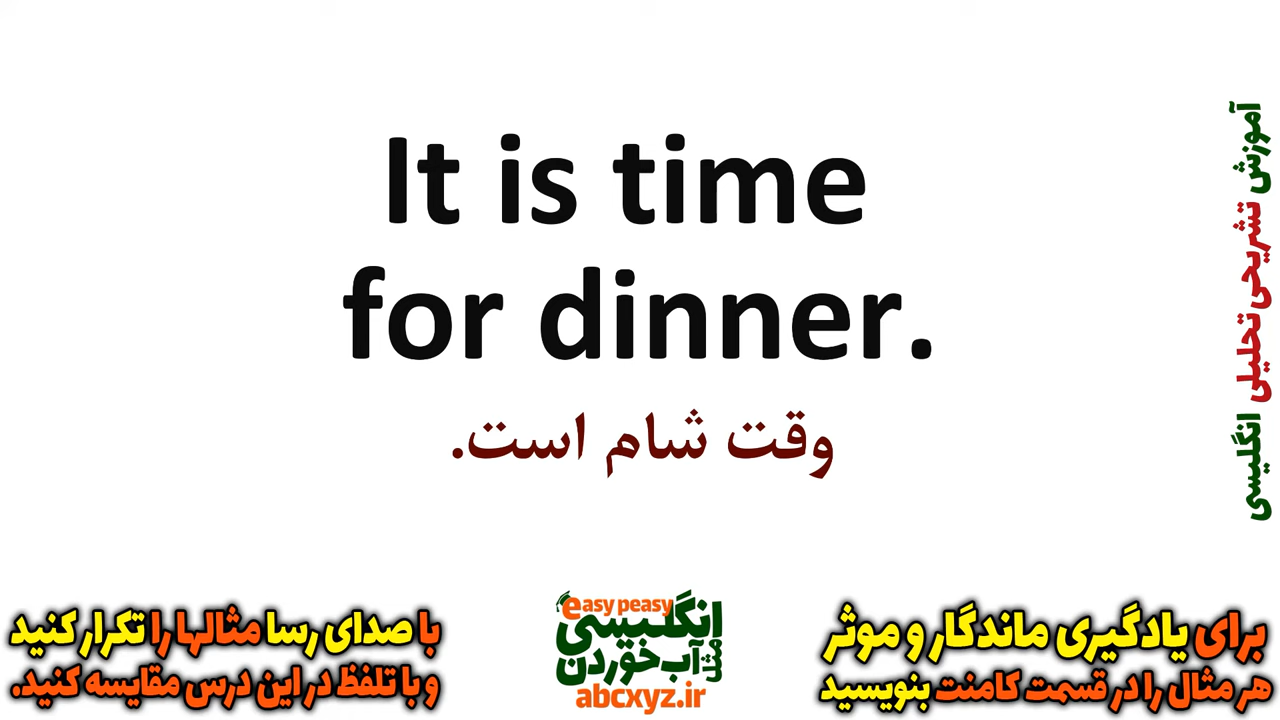 It is time
for dinner.
وقت شام است.
آموزش تشریحی تحلیلی انگلیسی
برای یادگیری ماندگار و موثر
هر مثال را در قسمت کامنت بنویسید
easy peasy
انگلیسی
مثل آب خوردن
abcxyz.ir
با صدای رسا مثالها را تکرار کنید
و با تلفظ در این درس مقایسه کنید.